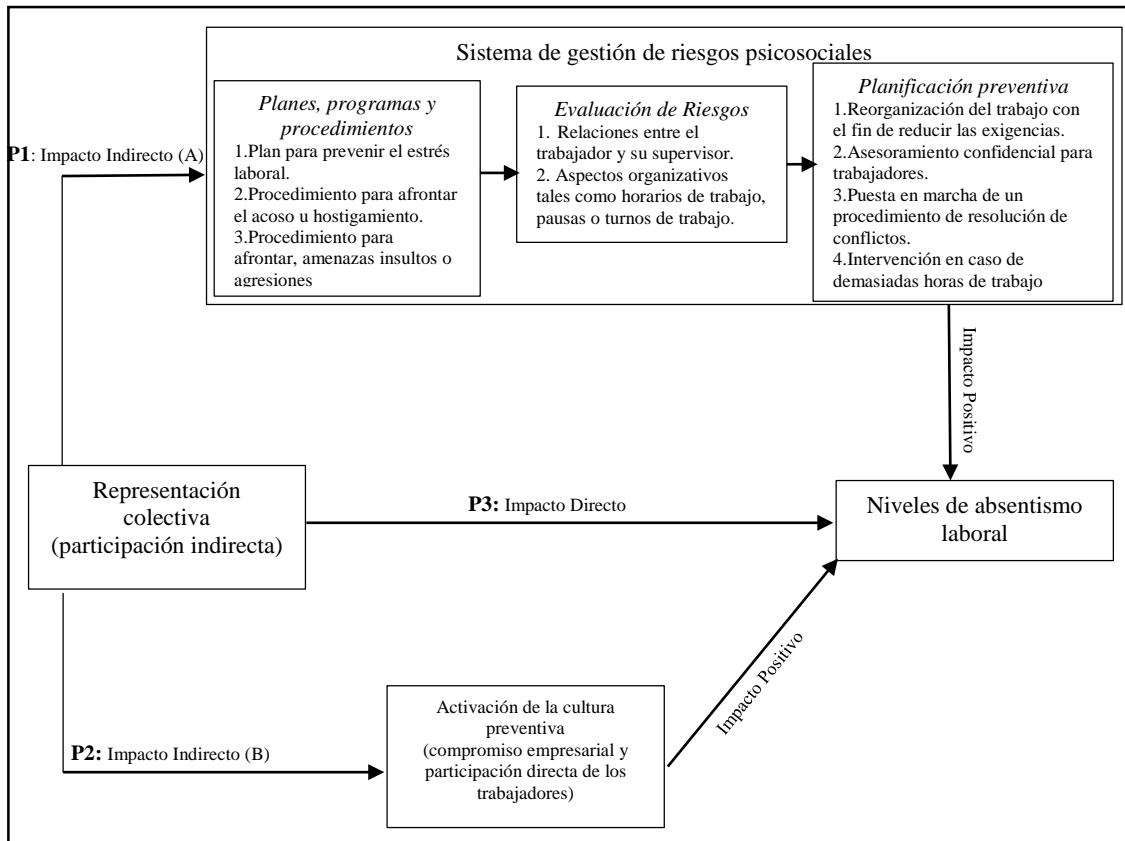 Sistema de gestión de riesgos psicosociales
Planes, programas y
procedimientos
1.Plan para prevenir el estrés
laboral.
2.Procedimiento para afrontar
el acoso u hostigamiento.
3.Procedimiento para
afrontar, amenazas insultos o
agresiones
Evaluación de Riesgos
1. Relaciones entre el
trabajador y su supervisor.
2. Aspectos organizativos
tales como horarios de trabajo,
pausas o turnos de trabajo.
Planificación preventiva
1.Reorganización del trabajo con
el fin de reducir las exigencias.
2.Asesoramiento confidencial para
trabajadores.
3.Puesta en marcha de un
procedimiento de resolución de
conflictos.
4.Intervención en caso de
demasiadas horas de trabajo
P1: Impacto Indirecto (A)
Impacto Positivo
Representación
colectiva
(participación indirecta)
P3: Impacto Directo
Niveles de absentismo
laboral
Impacto Positivo
P2: Impacto Indirecto (B)
Activación de la cultura
preventiva
(compromiso empresarial y
participación directa de los
trabajadores)